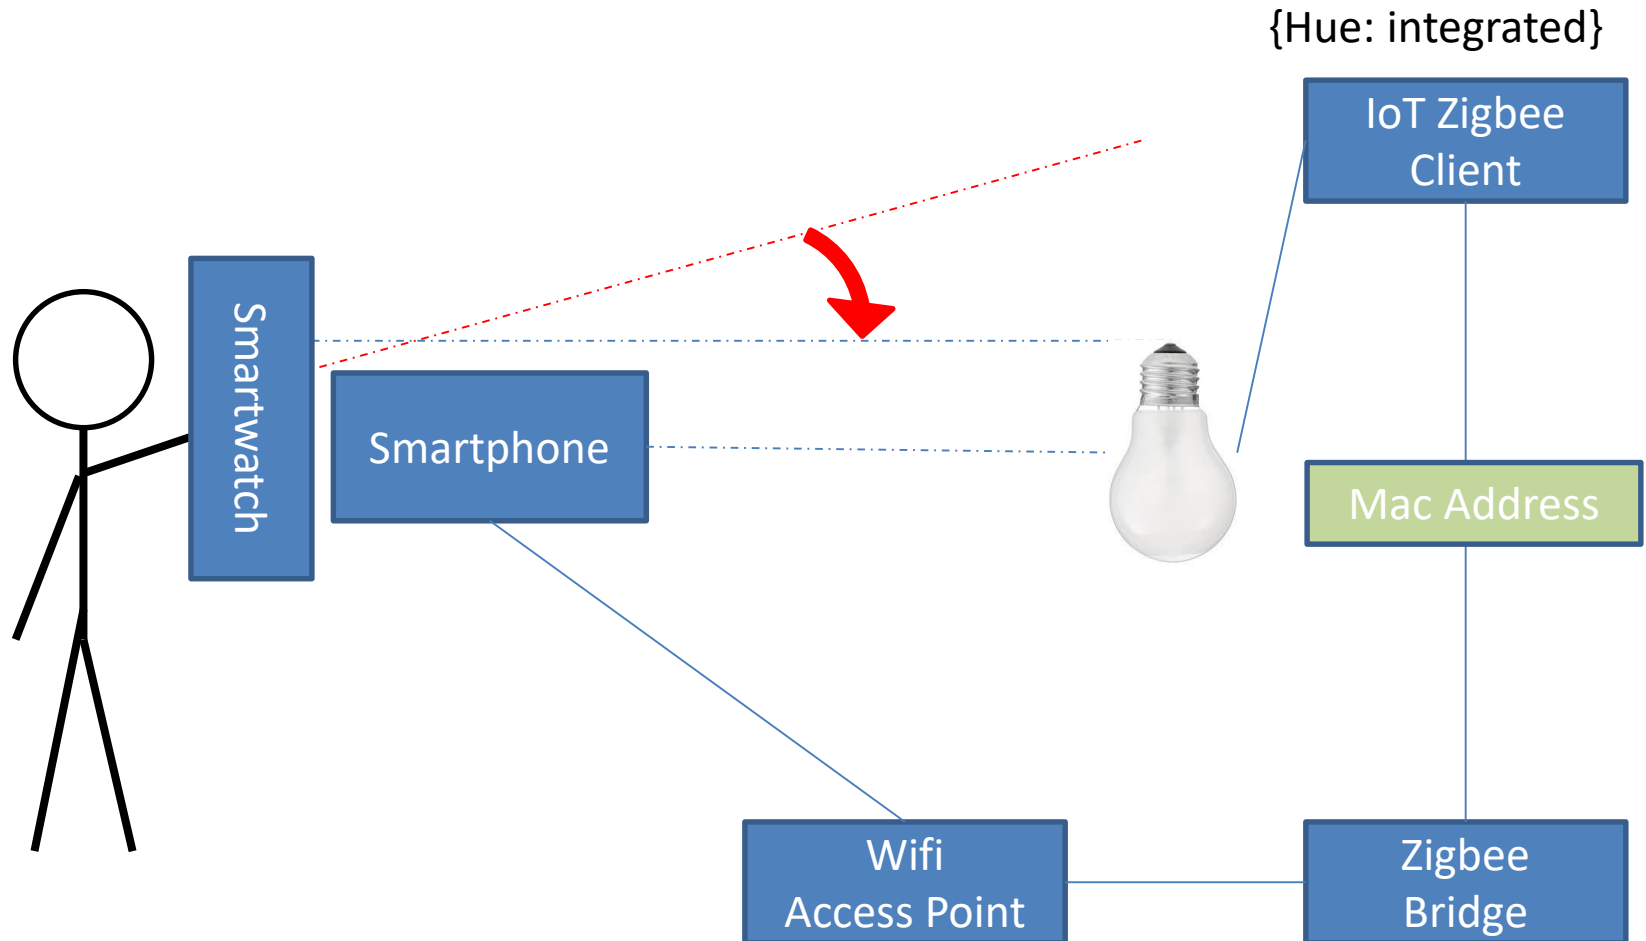 {Hue: integrated}
IoT Zigbee
Client
Smartwatch
Smartphone
Mac Address
Wifi
Access Point
Zigbee
Bridge